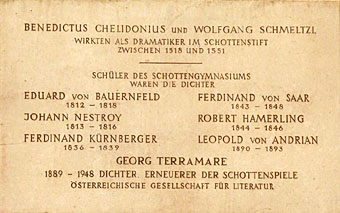 BENEDICTUS CHELIDONIUS UND WOLFGANG SCHMELTZL
WIRKTEN ALS DRAMATIKER IM SCHOTTENSTIFT
ZWISCHEN 1518 UND 1551
SCHÜLER DES SCHOTTENGYMNASIUMS
WAREN DIE DICHTER
EDUARD VON BAUERNFELD
1812 – 1818
JOHANN NESTROY
1813 – 1816
FERDINAND KÜRNBERGER
1836 – 1839
FERDINAND VON SAAR
1843 – 1848
ROBERT HAMERLING
1844 – 1846
LEOPOLD VON ANDRIAN
1890 – 1893
GEORG TERRAMARE
1889 – 1948 DICHTER, ERNEUERER DER SCHOTTENSPIELE
ÖSTERREICHISCHE GESELLSCHAFT FÜR LITERATUR